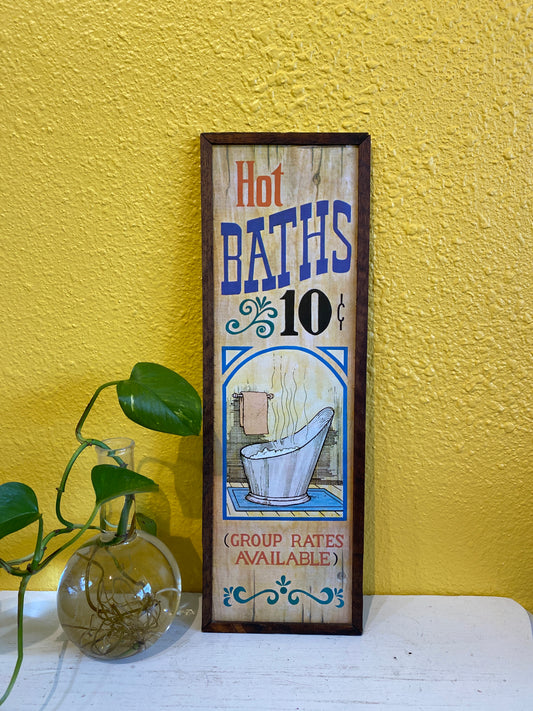 Hot
BATHS
10¢
(GROUP RATES
AVAILABLE)